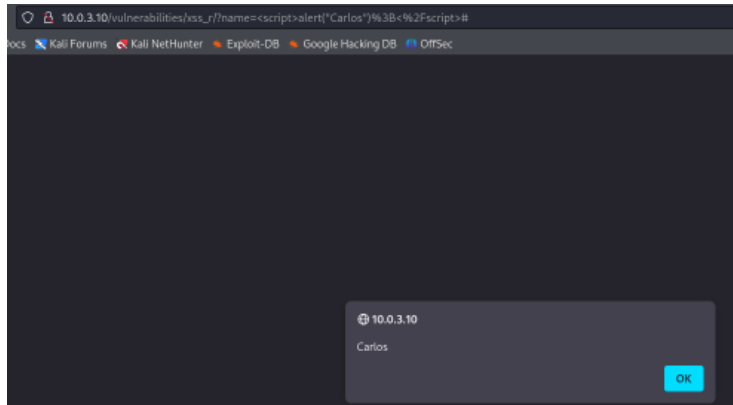 10.0.3.10/vulnerabilities/xss_r/?name=<script>alert("Carlos")%3B<%2Fscript>#
Docs Kali Forums Kali NetHunter Exploit-DB Google Hacking DB OffSec
10.0.3.10
Carlos
OK